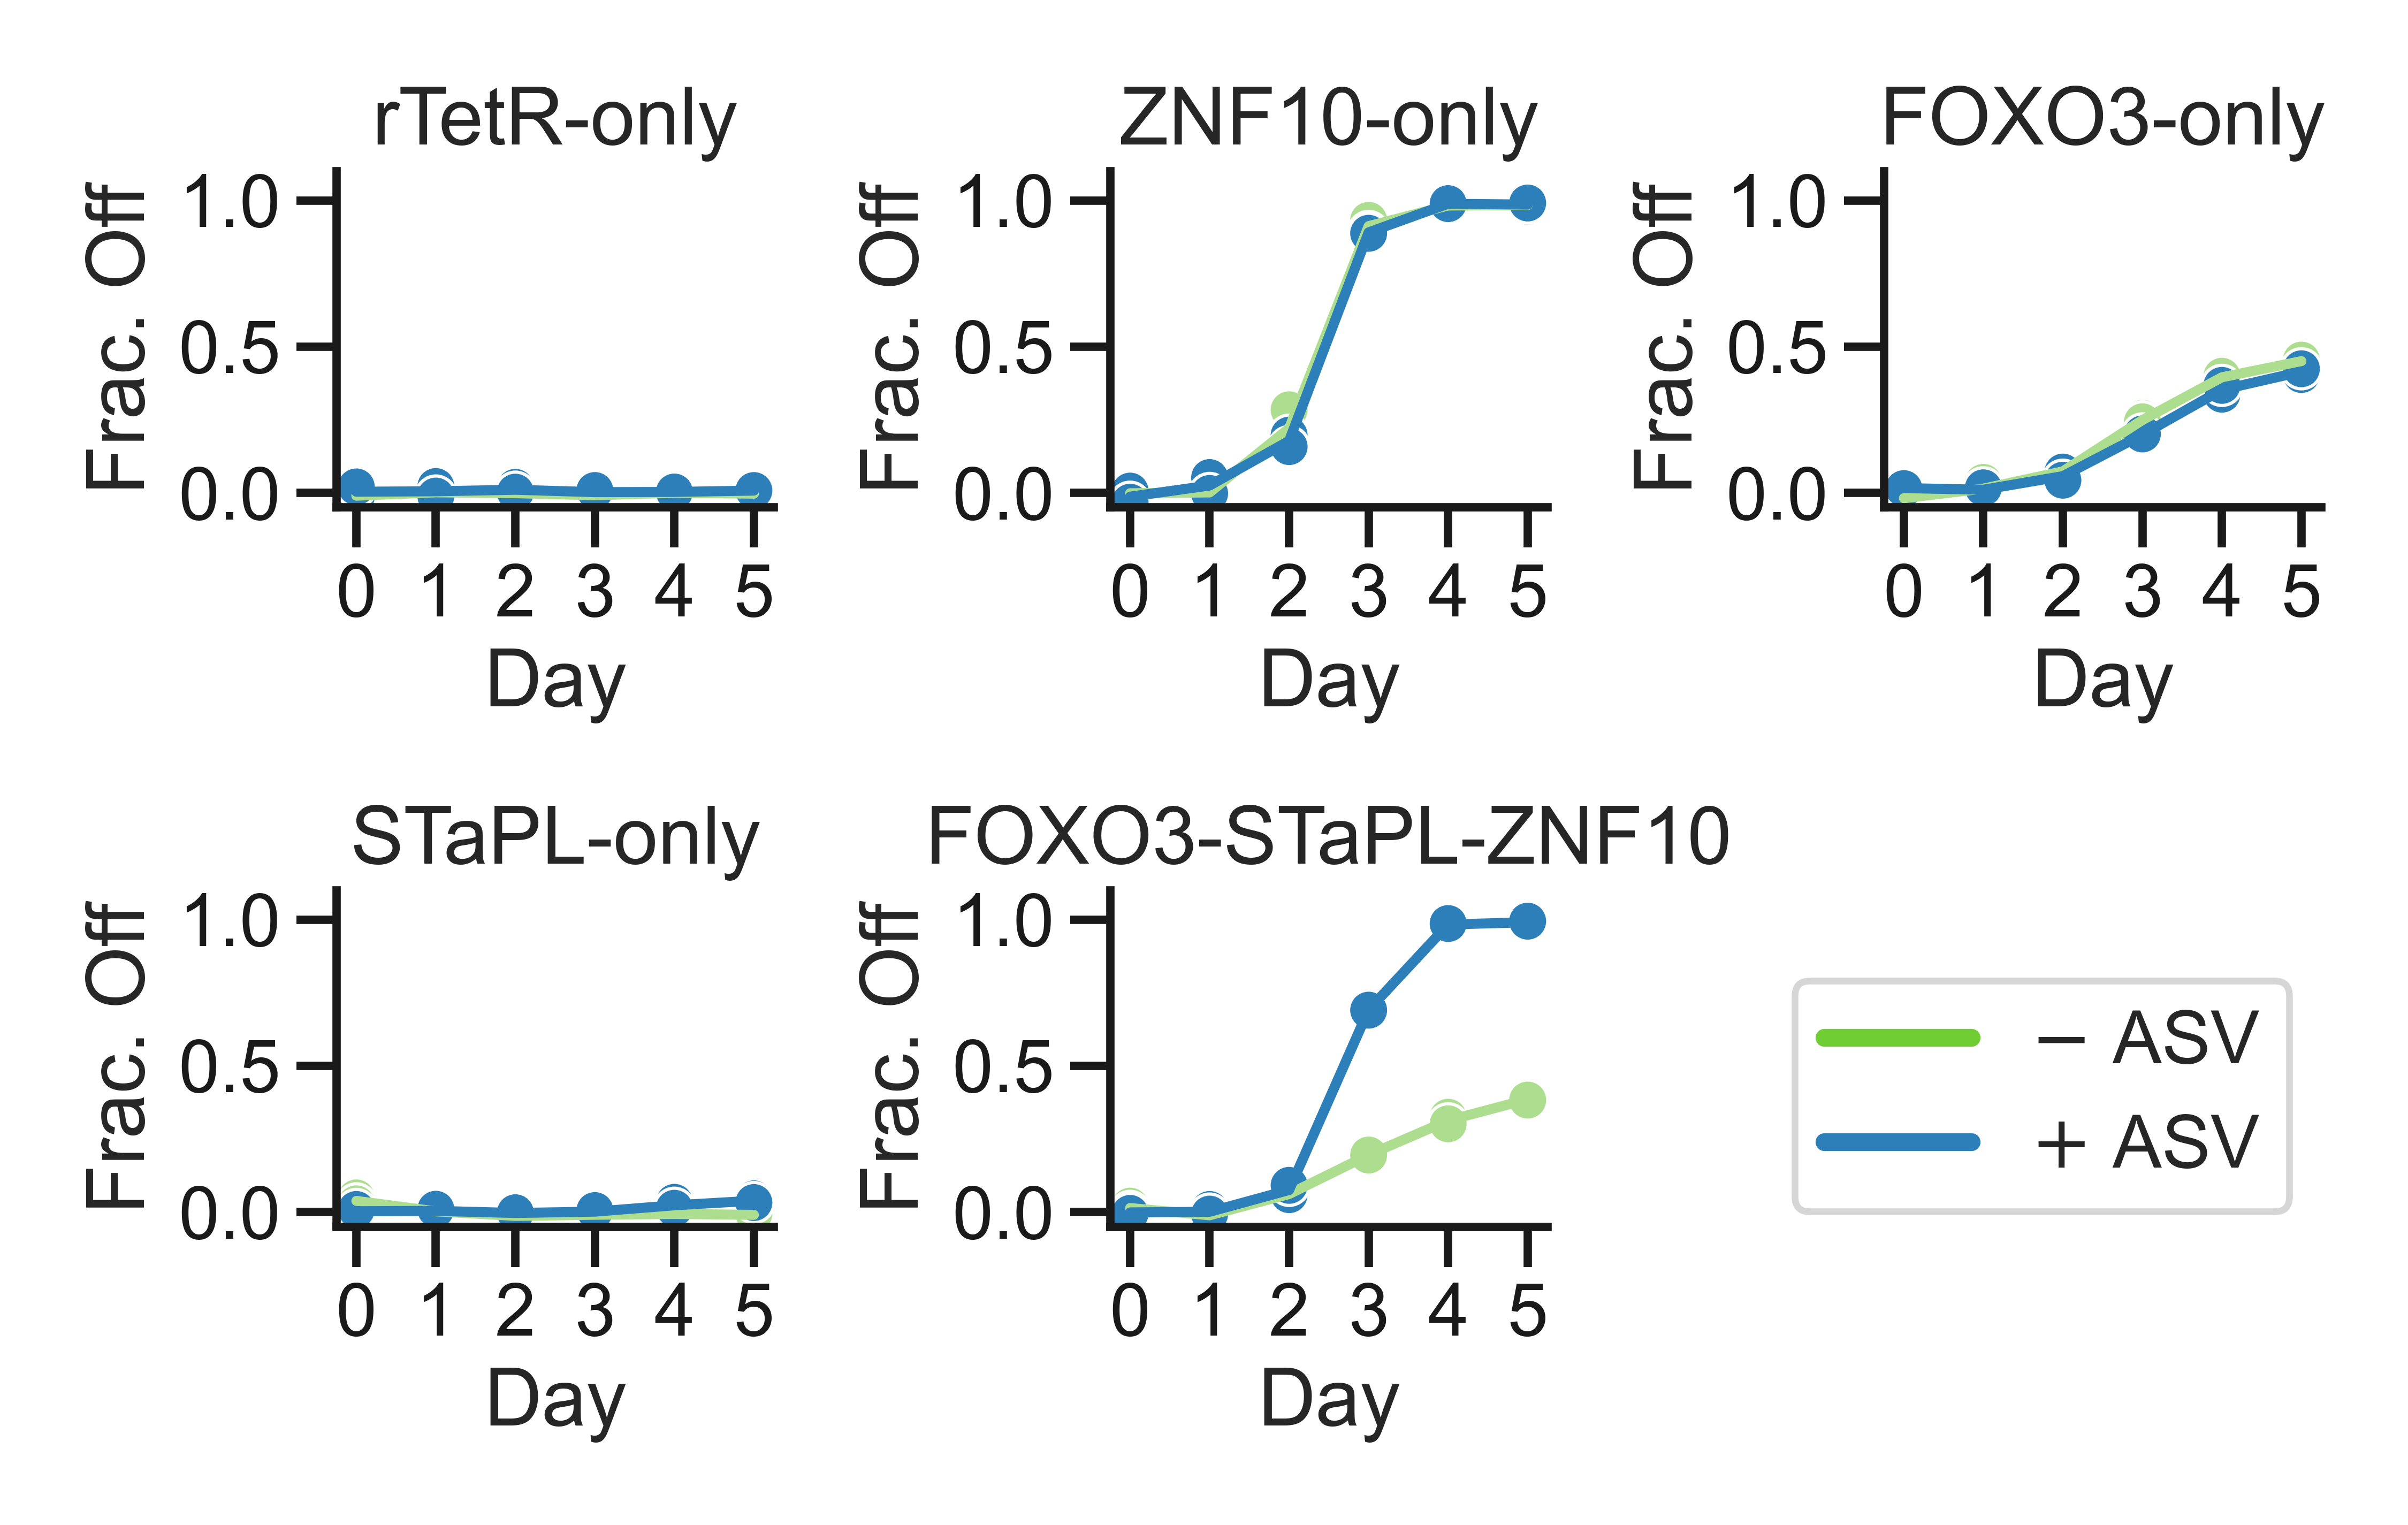 rTetR-only
Frac. Off
1.0
0.5
0.0
0 1 2 3 4 5
Day
ZNF10-only
Frac. Off
1.0
0.5
0.0
0 1 2 3 4 5
Day
FOXO3-only
Frac. Off
1.0
0.5
0.0
0 1 2 3 4 5
Day
STaPL-only
Frac. Off
1.0
0.5
0.0
0 1 2 3 4 5
Day
FOXO3-STaPL-ZNF10
Frac. Off
1.0
0.5
0.0
0 1 2 3 4 5
Day
− ASV
+ ASV